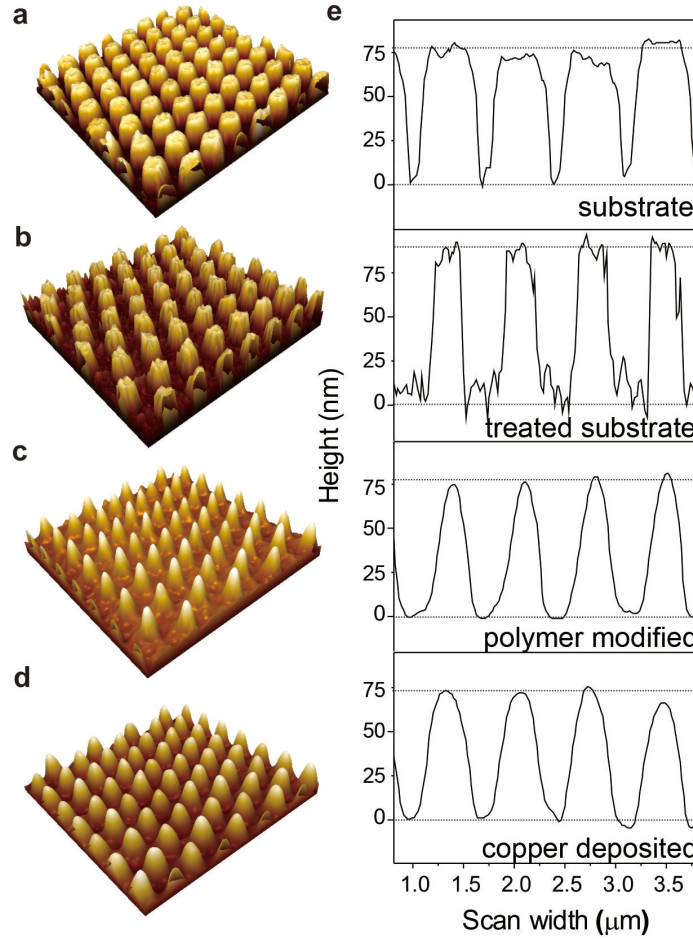 a
b
c
d
e
75
50
25
0
substrate
75
50
25
0
treated substrate
75
50
25
0
polymer modified
75
50
25
0
copper deposited
Height (nm)
1.0 1.5 2.0 2.5 3.0 3.5
Scan width (μm)